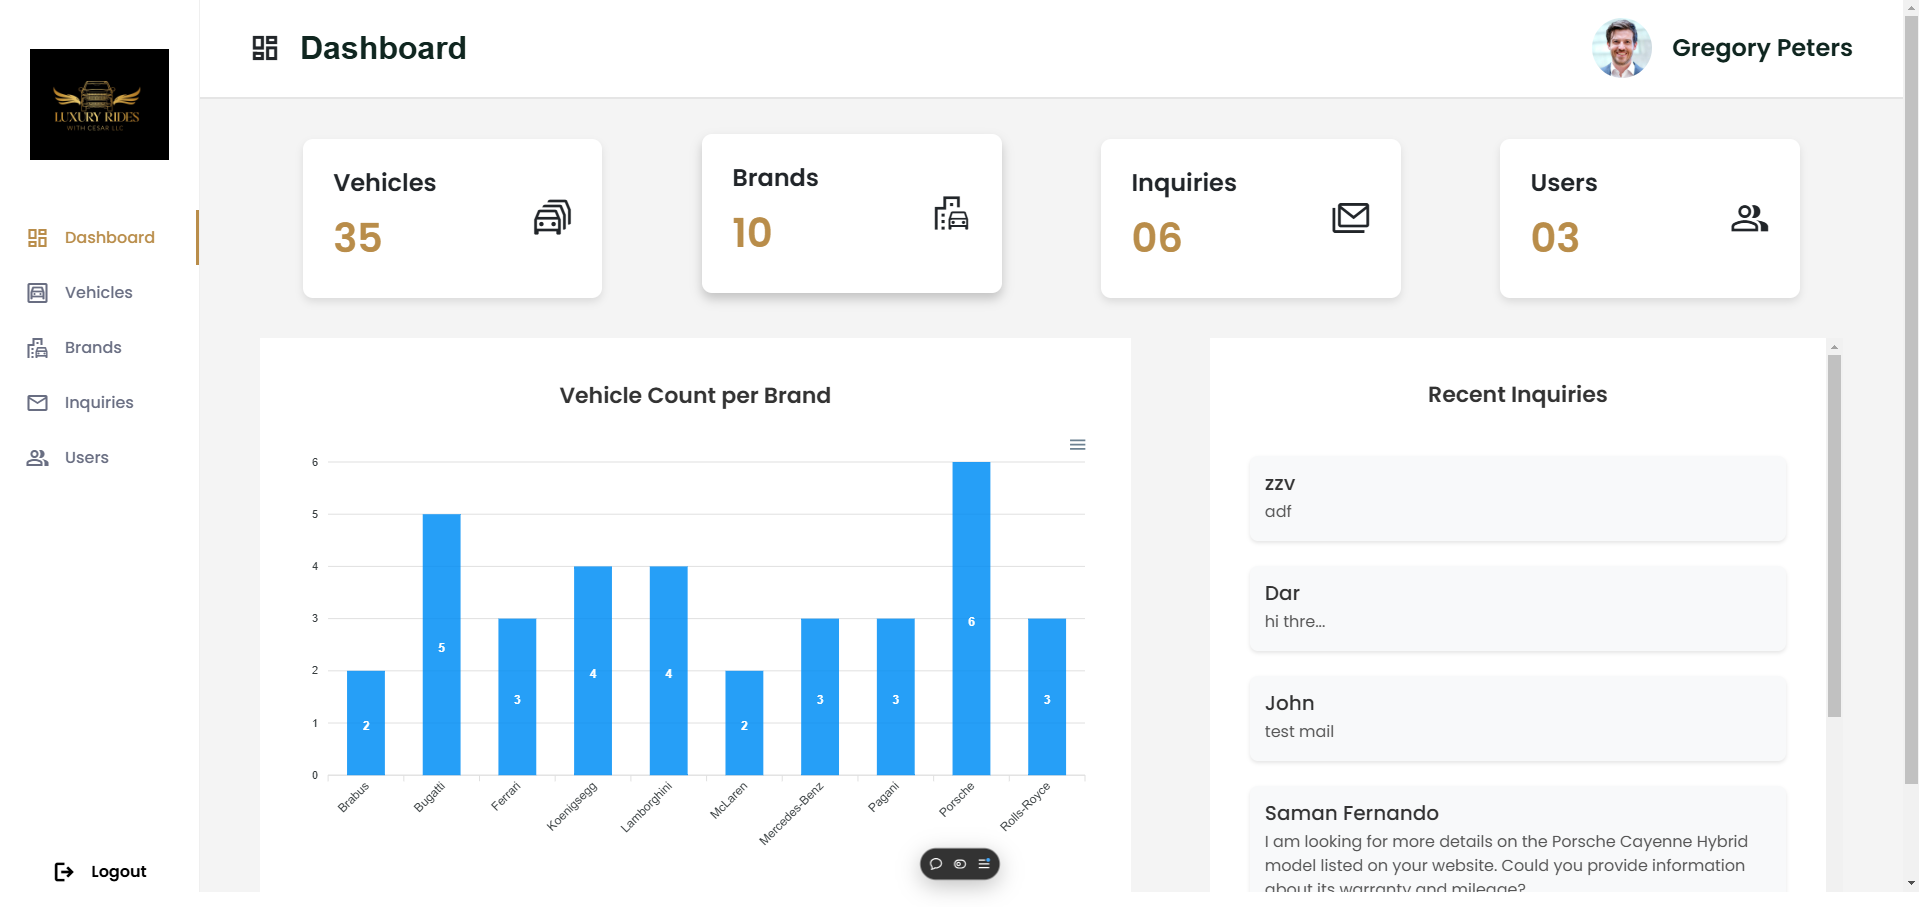 LUXURY RIDES
WITH CESAR LLC
Dashboard
Vehicles
Brands
Inquiries
Users
Logout
Dashboard
Gregory Peters
Vehicles
35
Brands
10
Inquiries
06
Users
03
Vehicle Count per Brand
6
5
4
3
2
1
0
2
5
3
4
4
2
3
3
6
3
Brabus
Bugatti
Ferrari
Koenigsegg
Lamborghini
McLaren
Mercedes-Benz
Pagani
Porsche
Rolls-Royce
Recent Inquiries
zzv
adf
Dar
hi thre...
John
test mail
Saman Fernando
I am looking for more details on the Porsche Cayenne Hybrid
model listed on your website. Could you provide information
about its warranty and mileage?